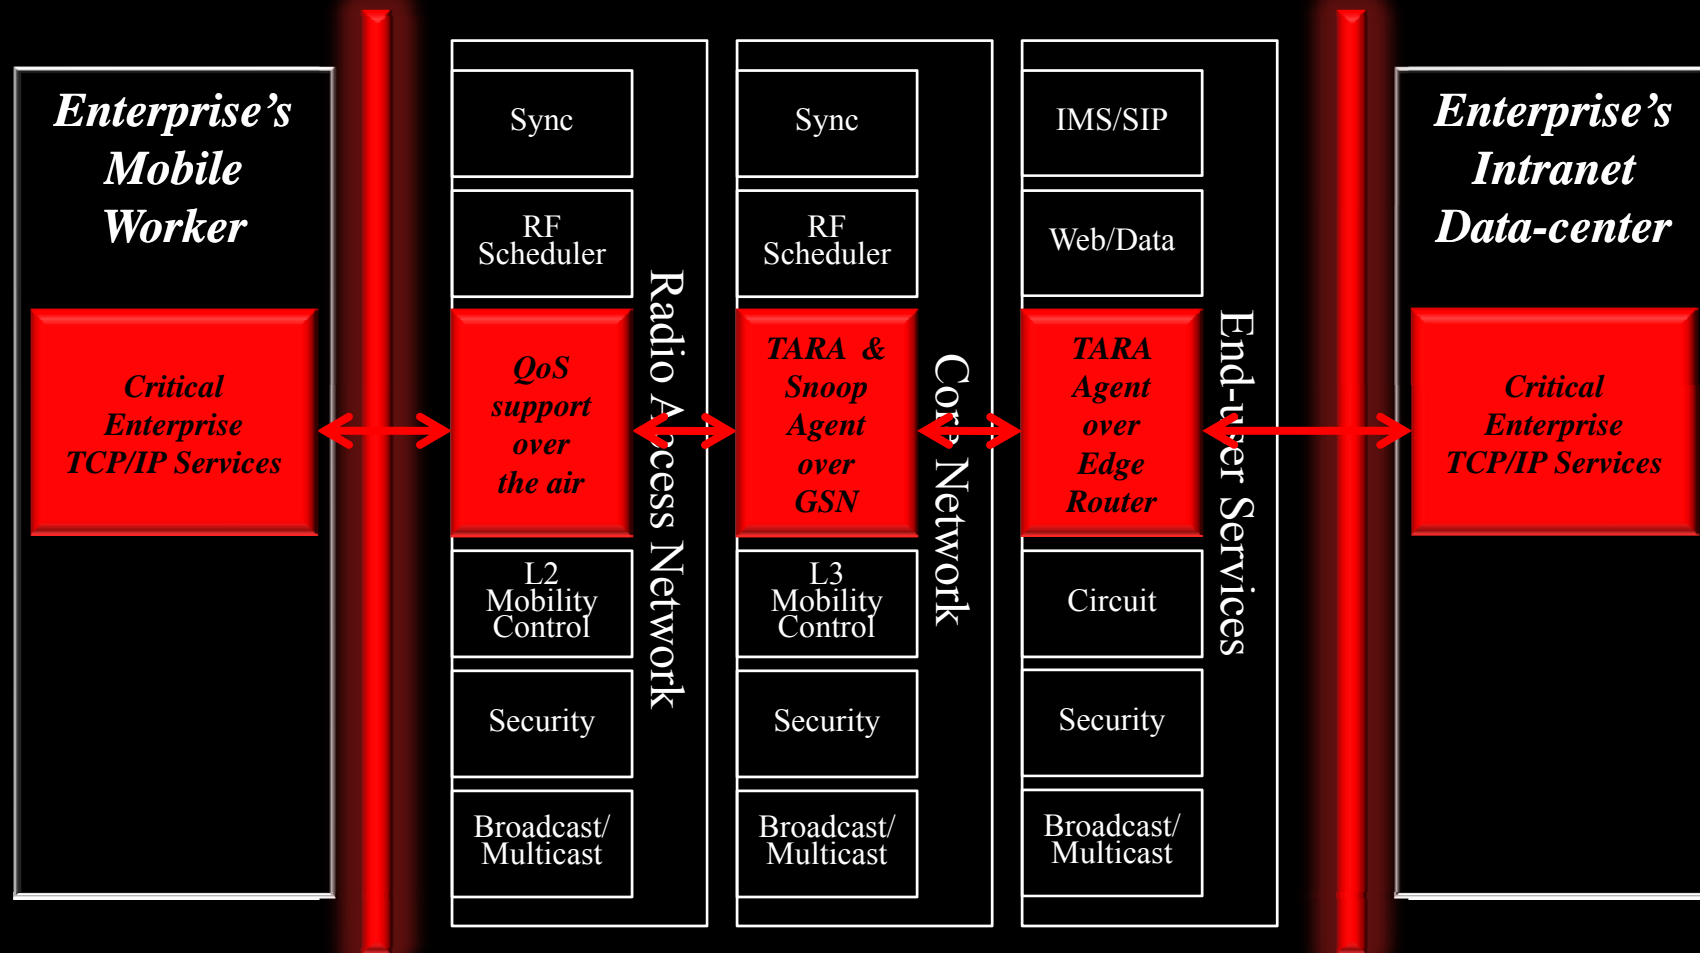 Enterprise’s
Mobile
Worker
Critical
Enterprise
TCP/IP Services
Sync
RF
Scheduler
QoS
support
over
the air
L2
Mobility
Control
Security
Broadcast/
Multicast
Radio Access Network
Sync
RF
Scheduler
TARA &
Snoop
Agent
over
GSN
L3
Mobility
Control
Security
Broadcast/
Multicast
Core Network
IMS/SIP
Web/Data
TARA
Agent
over
Edge
Router
Circuit
Security
Broadcast/
Multicast
End-user Services
Enterprise’s
Intranet
Data-center
Critical
Enterprise
TCP/IP Services